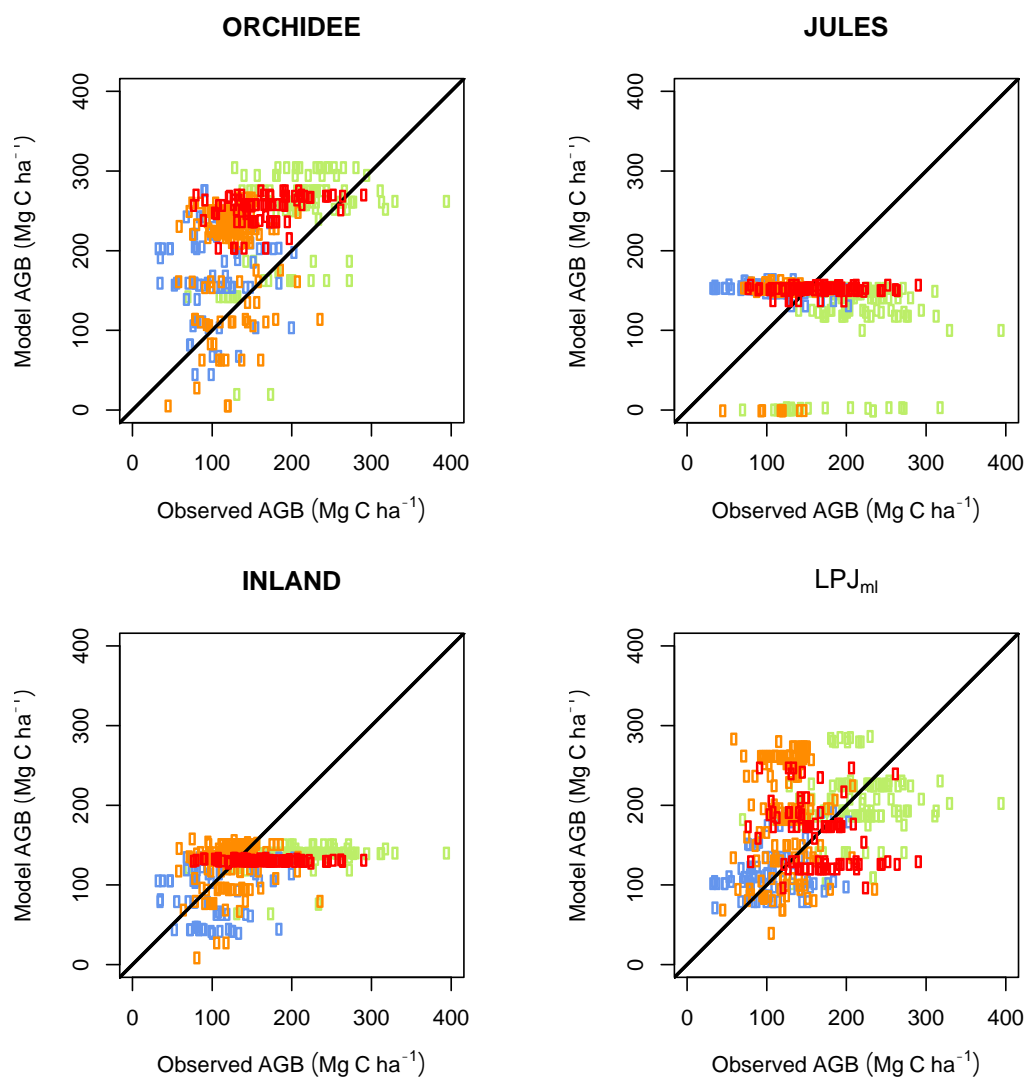 ORCHIDEE
JULES
400
300
200
100
0
Model AGB (Mg C ha⁻¹)
0 100 200 300 400
Observed AGB (Mg C ha⁻¹)
400
300
200
100
0
Model AGB (Mg C ha⁻¹)
0 100 200 300 400
Observed AGB (Mg C ha⁻¹)
INLAND
LPJml
400
300
200
100
0
Model AGB (Mg C ha⁻¹)
0 100 200 300 400
Observed AGB (Mg C ha⁻¹)
400
300
200
100
0
Model AGB (Mg C ha⁻¹)
0 100 200 300 400
Observed AGB (Mg C ha⁻¹)